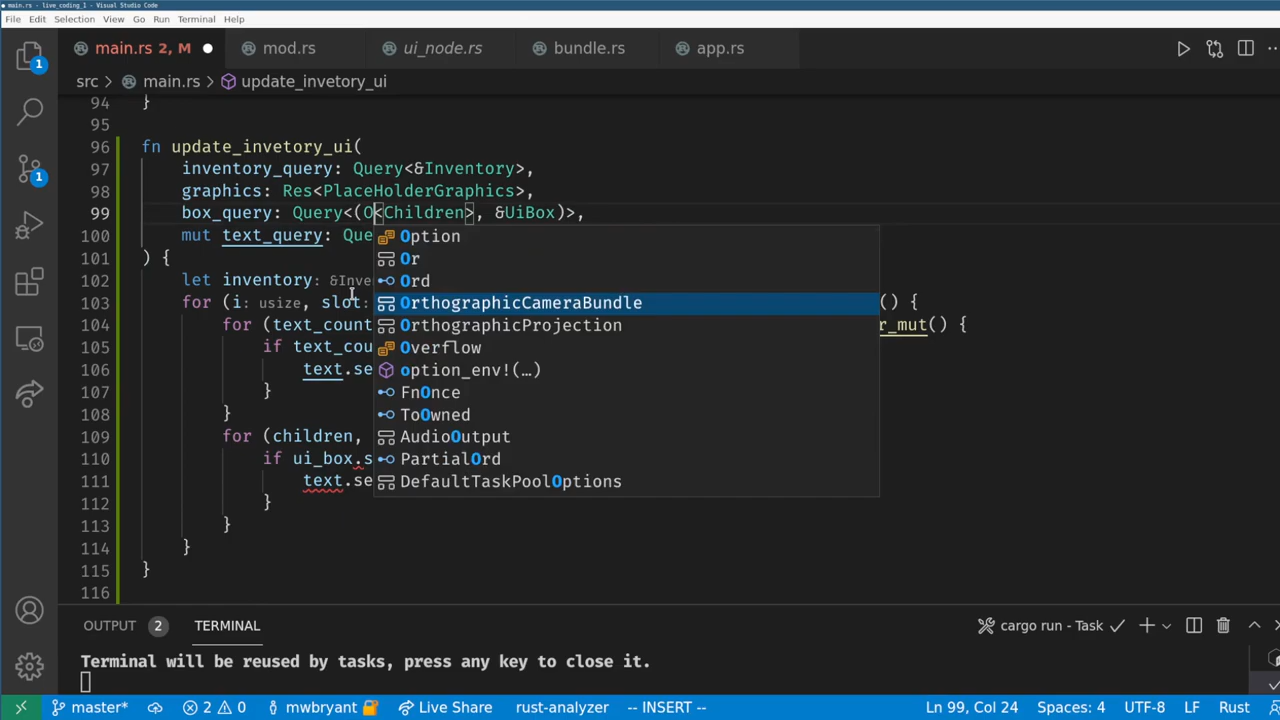 main.rs - live_coding_1 - Visual Studio Code
File Edit Selection View Go Run Terminal Help
main.rs 2, M mod.rs ui_node.rs bundle.rs app.rs
src > main.rs > update_invetory_ui
94 }
95
96 fn update_invetory_ui(
97 inventory_query: Query<&Inventory>,
98 graphics: Res<PlaceHolderGraphics>,
99 box_query: Query<(O<Children>, &UiBox)>,
100 mut text_query: Que
Option
101 ) {
Or
102 let inventory: &Inve
Ord
103 for (i: usize, slot:
OrthographicCameraBundle
() {
104 for (text_count
OrthographicProjection
r_mut() {
105 if text_cou
Overflow
106 text.se
option_env!(…)
107 }
FnOnce
108 }
ToOwned
109 for (children,
AudioOutput
110 if ui_box.s
PartialOrd
111 text.se
DefaultTaskPoolOptions
112 }
113 }
114 }
115 }
116
1
1
OUTPUT 2 TERMINAL cargo run - Task
Terminal will be reused by tasks, press any key to close it.
master* 2 0 mwbryant Live Share rust-analyzer -- INSERT -- Ln 99, Col 24 Spaces: 4 UTF-8 LF Rust